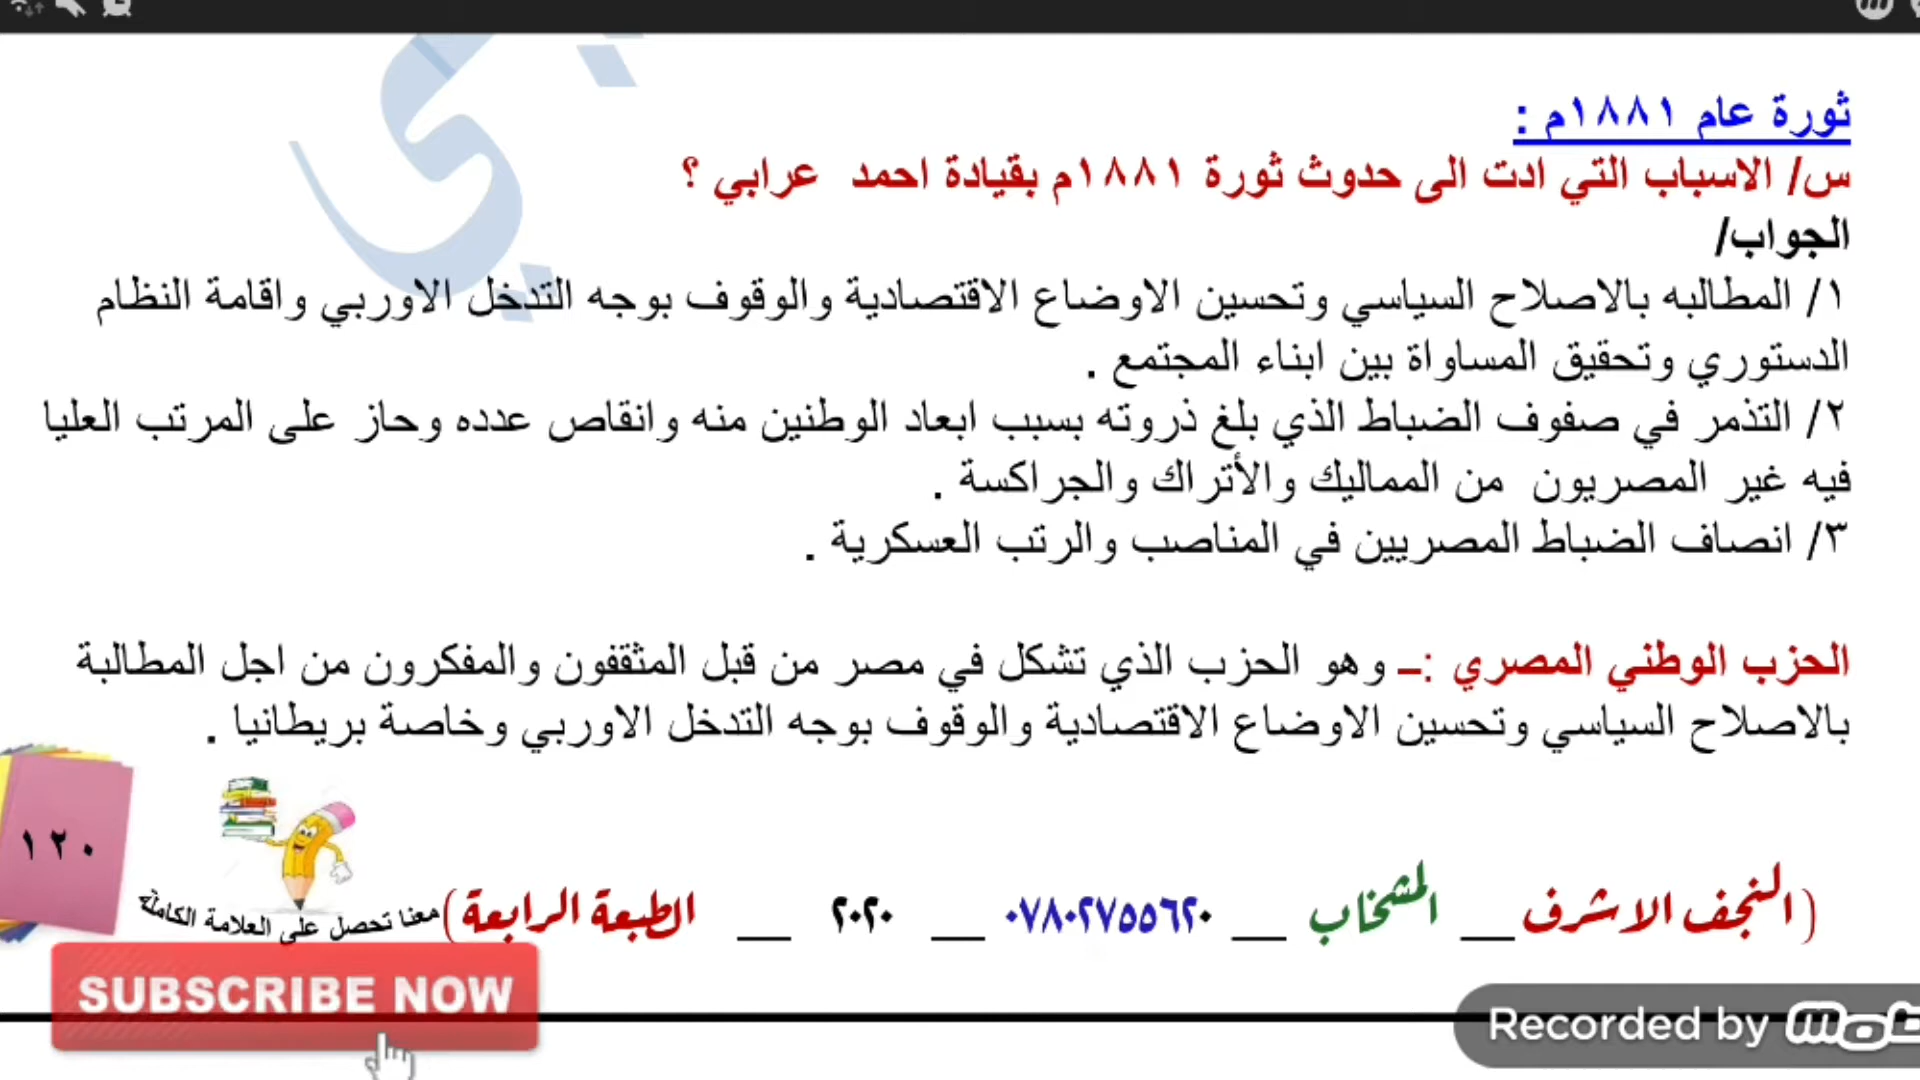 ثورة عام ١٨٨١م :
س/ الاسباب التي ادت الى حدوث ثورة ١٨٨١م بقيادة احمد عرابي ؟
الجواب/
١/ المطالبه بالاصلاح السياسي وتحسين الاوضاع الاقتصادية والوقوف بوجه التدخل الاوربي واقامة النظام
الدستوري وتحقيق المساواة بين ابناء المجتمع .
٢/ التذمر في صفوف الضباط الذي بلغ ذروته بسبب ابعاد الوطنين منه وانقاص عدده وحاز على المرتب العليا
فيه غير المصريون من المماليك والأتراك والجراكسة .
٣/ انصاف الضباط المصريين في المناصب والرتب العسكرية .
الحزب الوطني المصري :ـ وهو الحزب الذي تشكل في مصر من قبل المثقفون والمفكرون من اجل المطالبة
بالاصلاح السياسي وتحسين الاوضاع الاقتصادية والوقوف بوجه التدخل الاوربي وخاصة بريطانيا .
١٢٠
معنا تحصل على العلامة الكاملة
(النجف الاشرف __ المشخاب __ ٠٧٨٠٢٧٥٥٦٢٠ __ ٢٠٢٠ __ الطبعة الرابعة)
SUBSCRIBE NOW
Recorded by